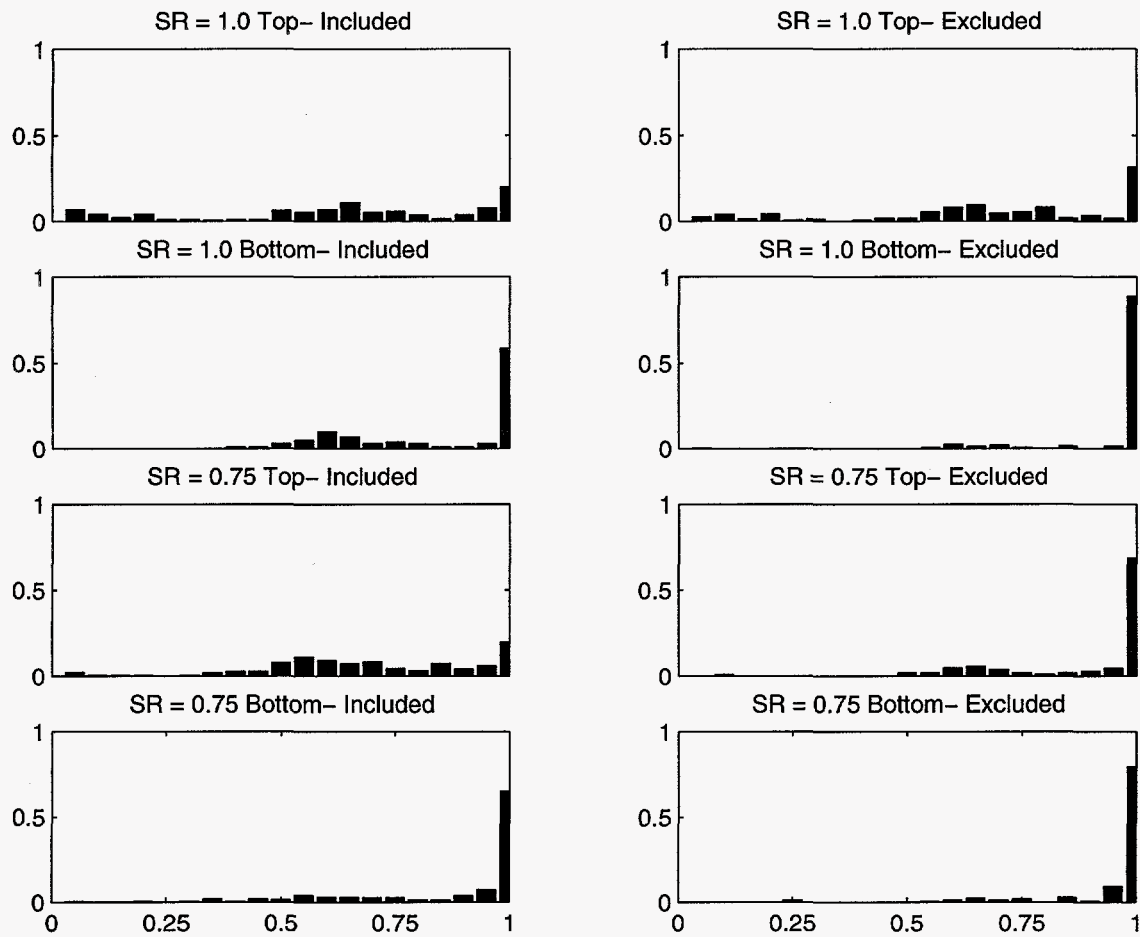 SR = 1.0 Top- Included
1
0.5
0
SR = 1.0 Top- Excluded
1
0.5
0
SR = 1.0 Bottom- Included
1
0.5
0
SR = 1.0 Bottom- Excluded
1
0.5
0
SR = 0.75 Top- Included
1
0.5
0
SR = 0.75 Top- Excluded
1
0.5
0
SR = 0.75 Bottom- Included
1
0.5
0
0 0.25 0.5 0.75 1
SR = 0.75 Bottom- Excluded
1
0.5
0
0 0.25 0.5 0.75 1